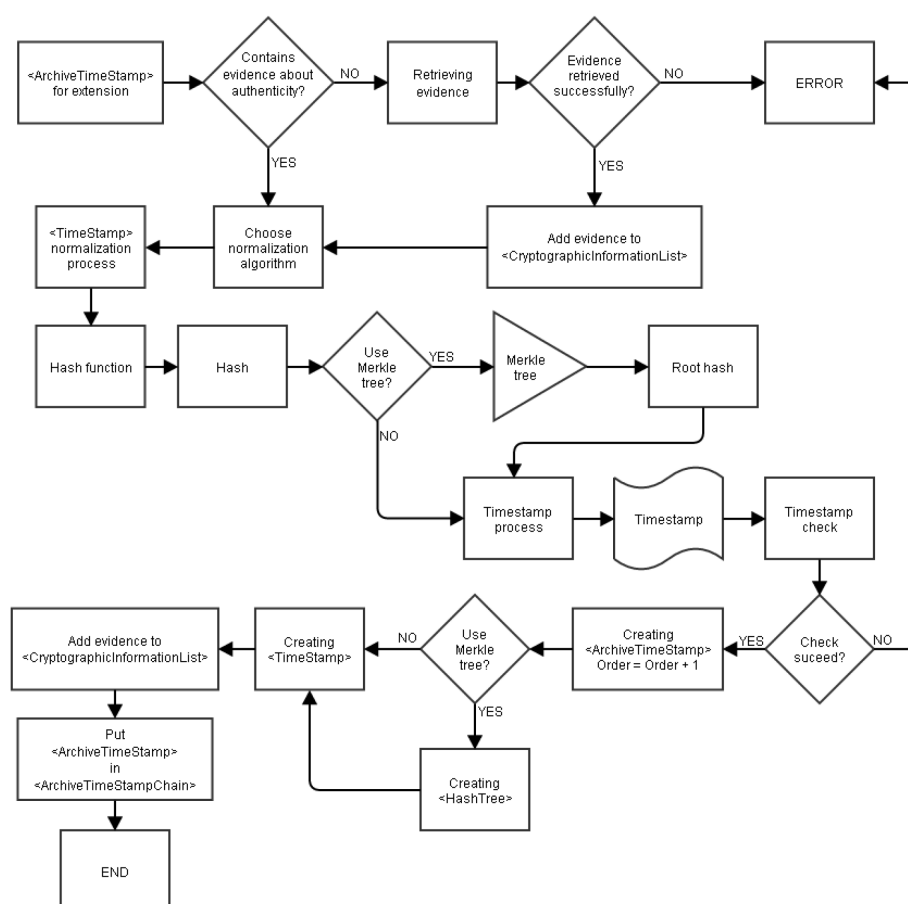 <ArchiveTimeStamp>
for extension
Contains
evidence about
authenticity?
NO
Retrieving
evidence
Evidence
retrieved
successfully?
NO
ERROR
YES
YES
<TimeStamp>
normalization
process
Choose
normalization
algorithm
Add evidence to
<CryptographicInformationList>
Hash function
Hash
Use
Merkle
tree?
YES
Merkle
tree
Root hash
NO
Timestamp
process
Timestamp
Timestamp
check
Add evidence to
<CryptographicInformationList>
Creating
<TimeStamp>
NO
Use
Merkle
tree?
Creating
<ArchiveTimeStamp>
Order = Order + 1
YES
Check
suceed?
NO
YES
Put
<ArchiveTimeStamp>
in
<ArchiveTimeStampChain>
Creating
<HashTree>
END